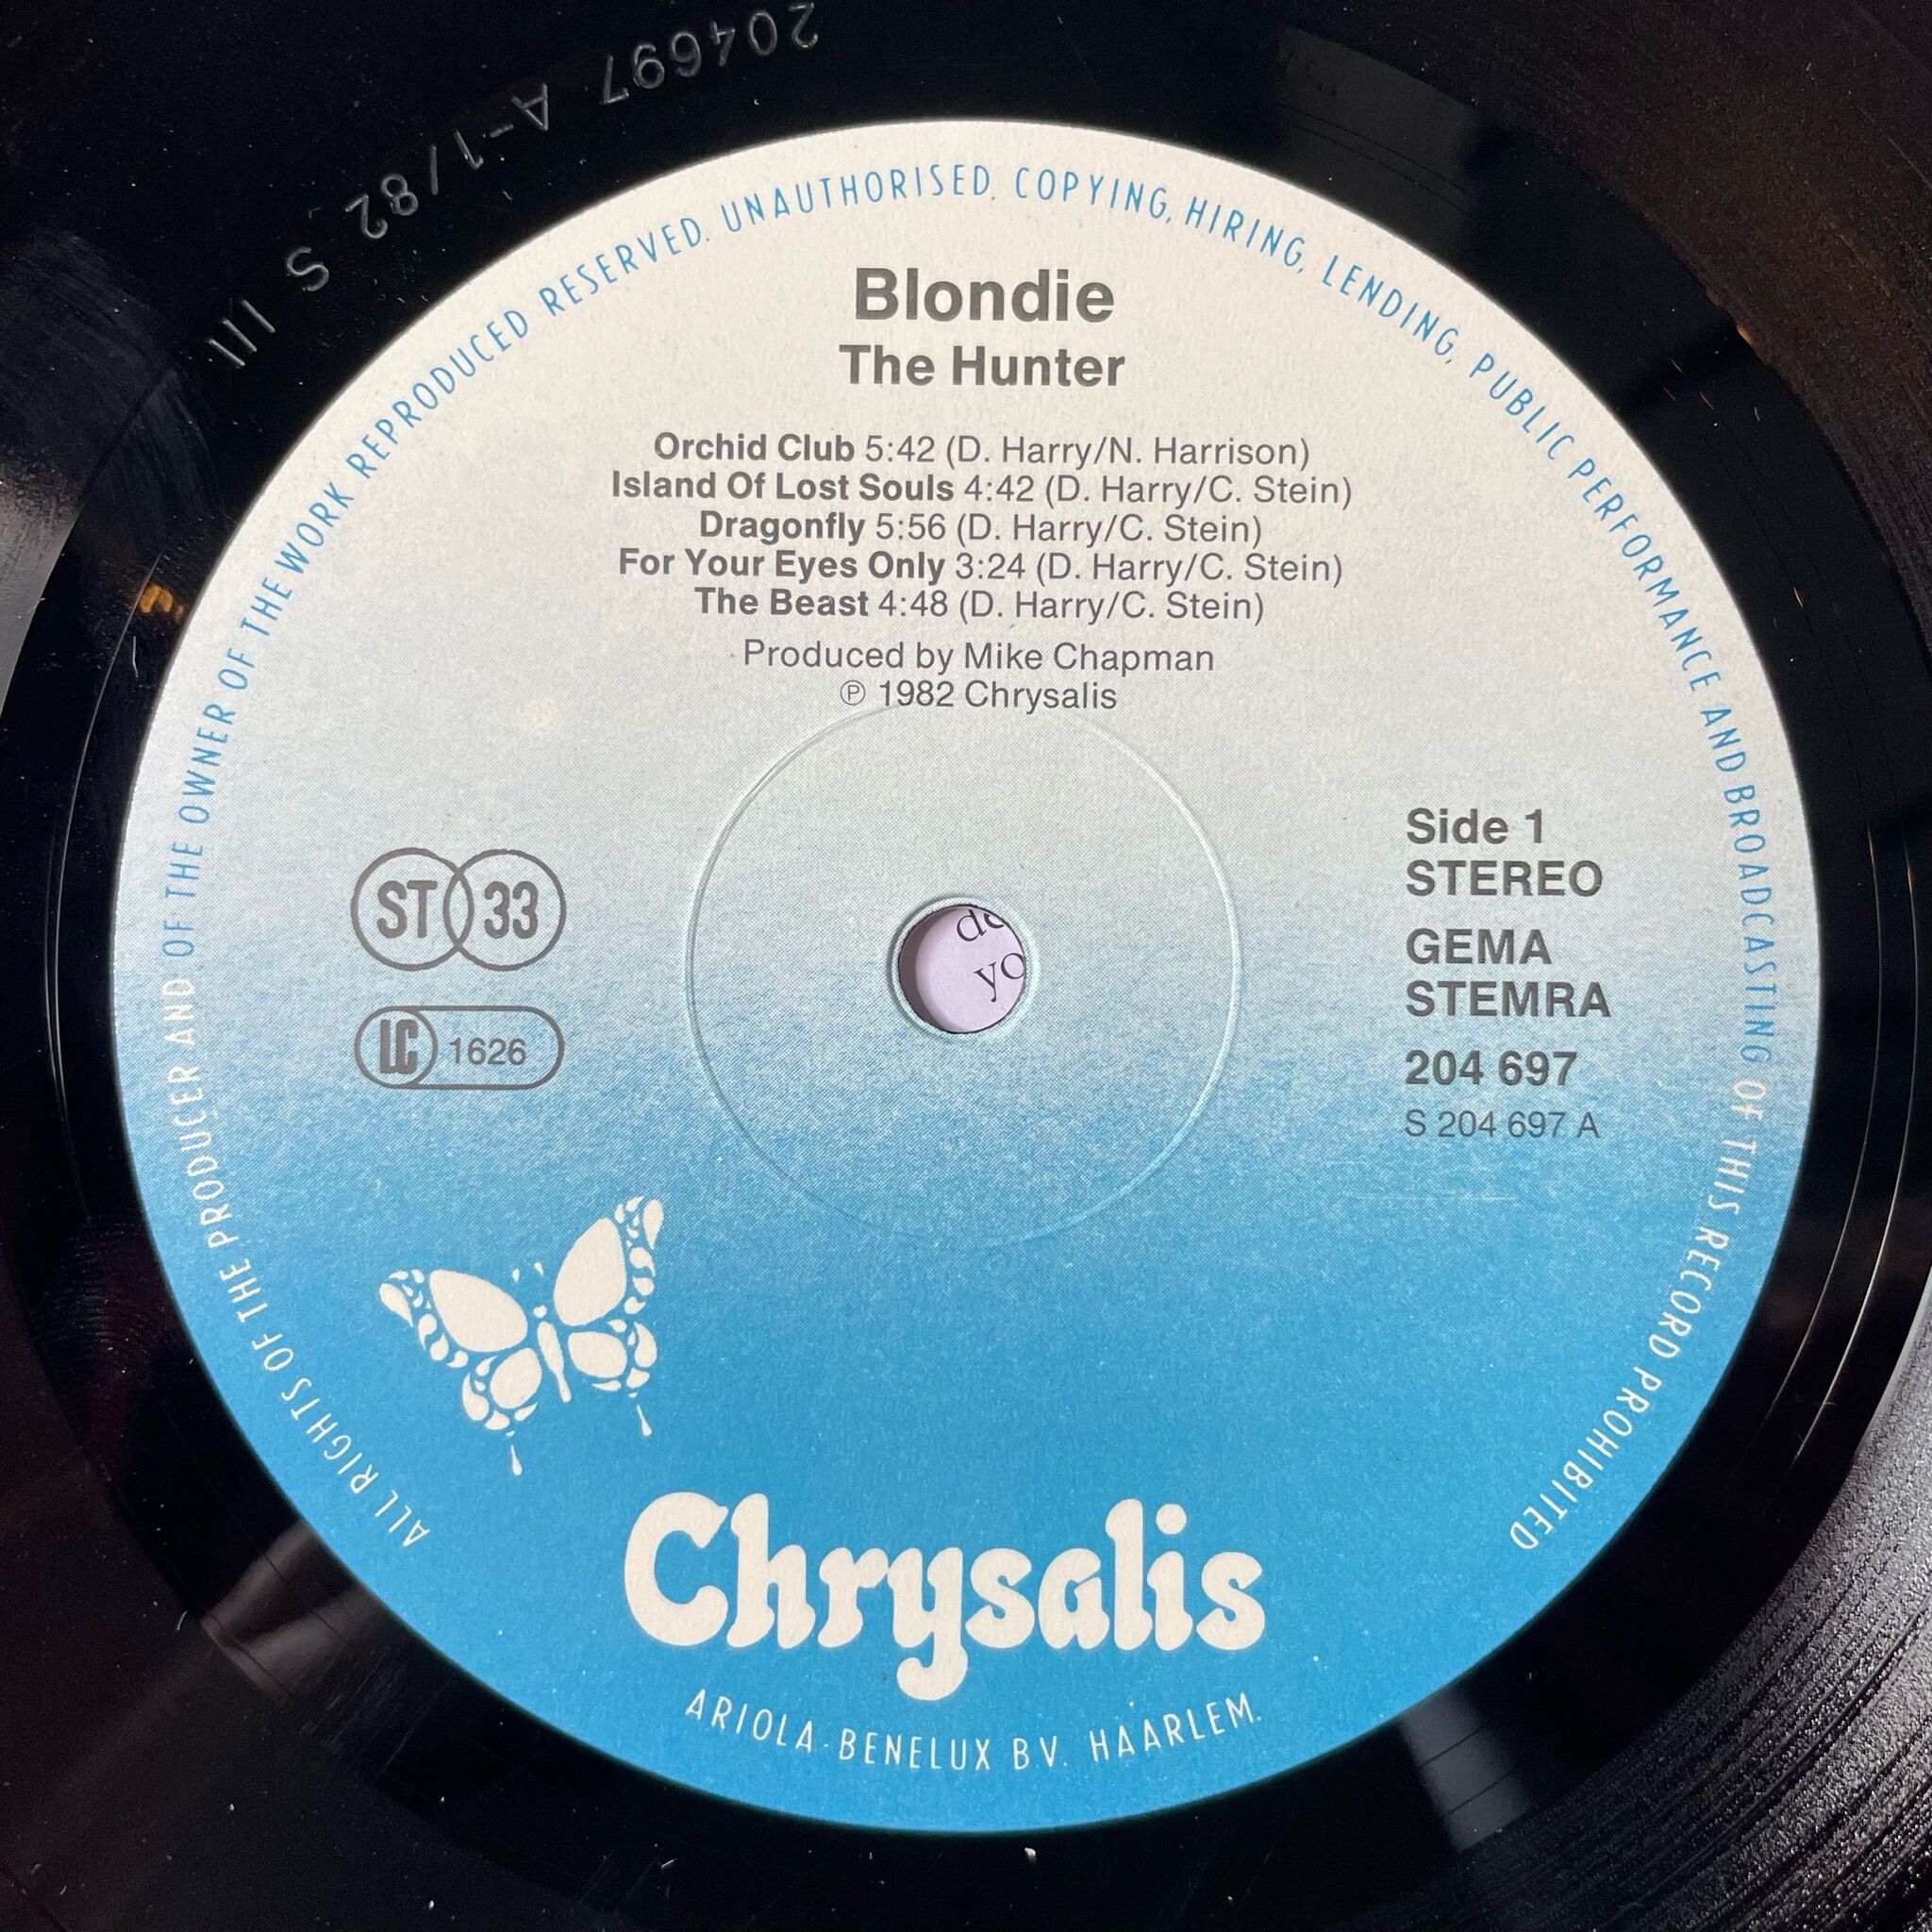 204697 A-1/82 S III
ALL RIGHTS OF THE PRODUCER AND OF THE OWNER OF THE WORK REPRODUCED RESERVED. UNAUTHORISED. COPYING, HIRING, LENDING, PUBLIC PERFORMANCE AND BROADCASTING OF THIS RECORD PROHIBITED
Blondie
The Hunter
Orchid Club 5:42 (D. Harry/N. Harrison)
Island Of Lost Souls 4:42 (D. Harry/C. Stein)
Dragonfly 5:56 (D. Harry/C. Stein)
For Your Eyes Only 3:24 (D. Harry/C. Stein)
The Beast 4:48 (D. Harry/C. Stein)
Produced by Mike Chapman
℗ 1982 Chrysalis
ST 33
LC 1626
Side 1
STEREO
GEMA
STEMRA
204 697
S 204 697 A
Chrysalis
ARIOLA-BENELUX BV. HAARLEM.